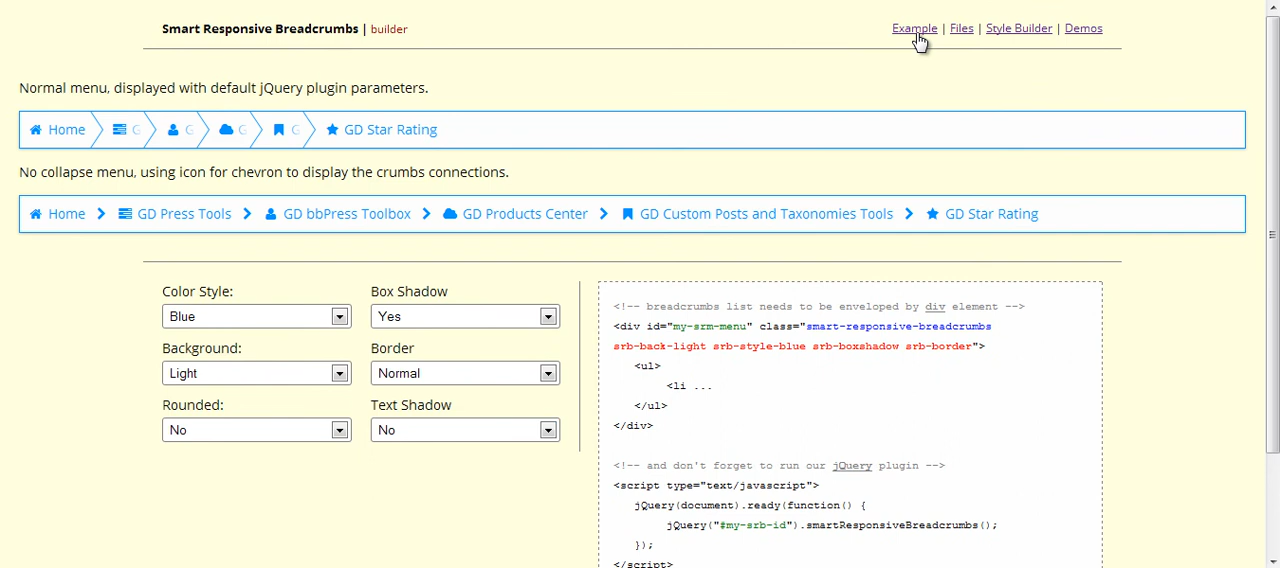 Smart Responsive Breadcrumbs | builder
Example | Files | Style Builder | Demos
Normal menu, displayed with default jQuery plugin parameters.
Home G G G G GD Star Rating
No collapse menu, using icon for chevron to display the crumbs connections.
Home GD Press Tools GD bbPress Toolbox GD Products Center GD Custom Posts and Taxonomies Tools GD Star Rating
Color Style:
Blue
Background:
Light
Rounded:
No
Box Shadow
Yes
Border
Normal
Text Shadow
No
<!-- breadcrumbs list needs to be enveloped by div element -->
<div id="my-srm-menu" class="smart-responsive-breadcrumbs
srb-back-light srb-style-blue srb-boxshadow srb-border">
<ul>
<li ...
</ul>
</div>
<!-- and don't forget to run our jQuery plugin -->
<script type="text/javascript">
jQuery(document).ready(function() {
jQuery("#my-srb-id").smartResponsiveBreadcrumbs();
});
</script>